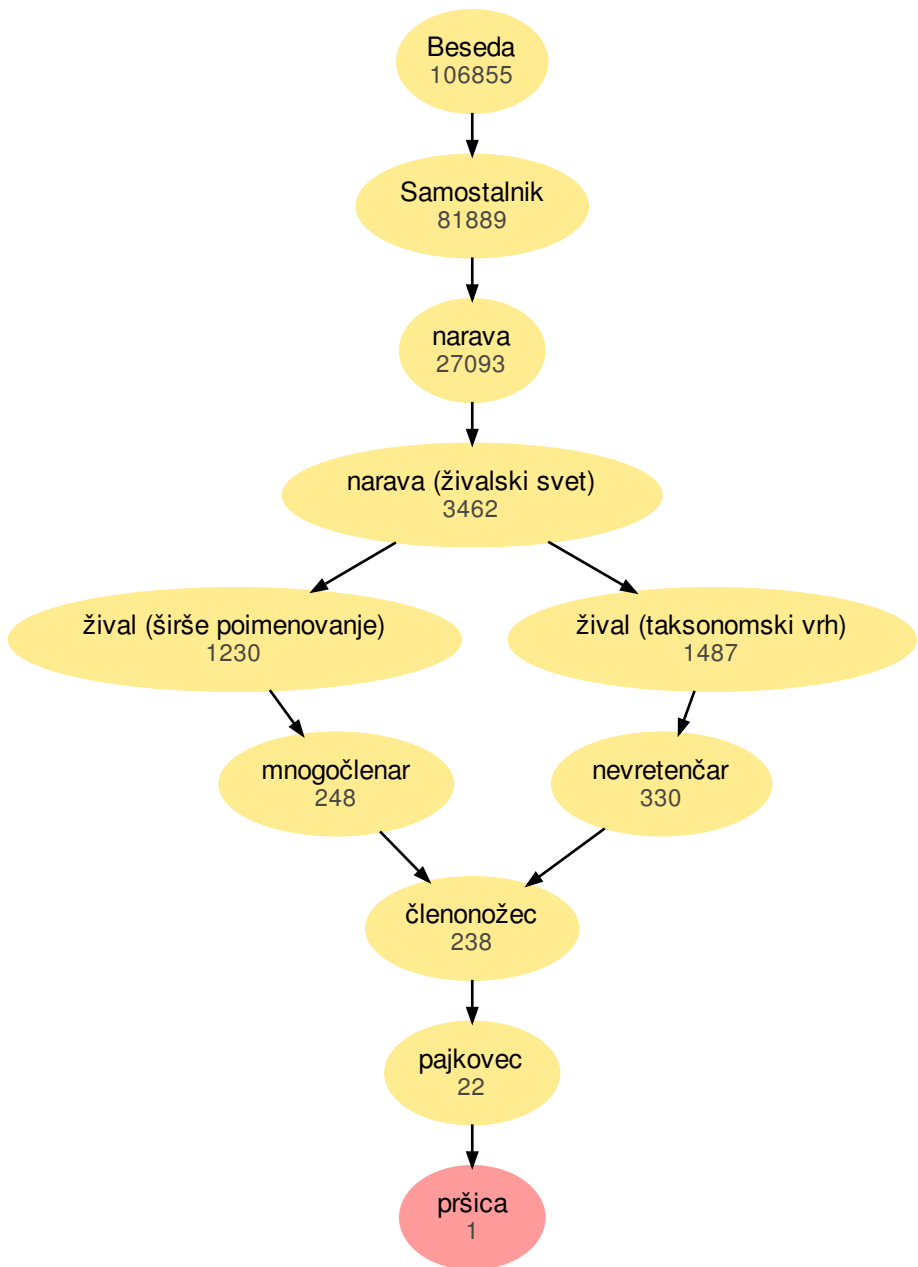 Beseda
106855
Samostalnik
81889
narava
27093
narava (živalski svet)
3462
žival (širše poimenovanje)
1230
žival (taksonomski vrh)
1487
mnogočlenar
248
nevretenčar
330
členonožec
238
pajkovec
22
pršica
1